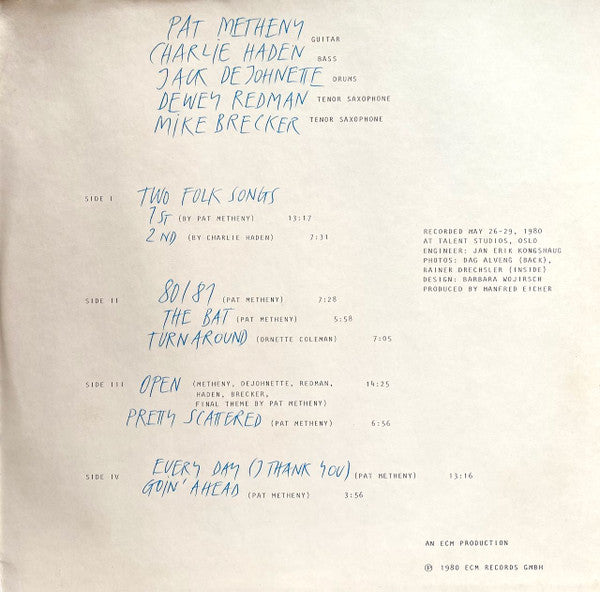 PAT METHENY GUITAR
CHARLIE HADEN BASS
JACK DEJOHNETTE DRUMS
DEWEY REDMAN TENOR SAXOPHONE
MIKE BRECKER TENOR SAXOPHONE
SIDE I TWO FOLK SONGS
1ST (BY PAT METHENY) 13:17
2ND (BY CHARLIE HADEN) 7:31
RECORDED MAY 26-29, 1980
AT TALENT STUDIOS, OSLO
ENGINEER: JAN ERIK KONGSHAUG
PHOTOS: DAG ALVENG (BACK),
RAINER DRECHSLER (INSIDE)
DESIGN: BARBARA WOJIRSCH
PRODUCED BY MANFRED EICHER
SIDE II 80/81 (PAT METHENY) 7:28
THE BAT (PAT METHENY) 5:58
TURNAROUND (ORNETTE COLEMAN) 7:05
SIDE III OPEN (METHENY, DEJOHNETTE, REDMAN, 14:25
HADEN, BRECKER,
FINAL THEME BY PAT METHENY)
PRETTY SCATTERED (PAT METHENY) 6:56
SIDE IV EVERY DAY (I THANK YOU) (PAT METHENY) 13:16
GOIN' AHEAD (PAT METHENY) 3:56
AN ECM PRODUCTION
℗ 1980 ECM RECORDS GMBH